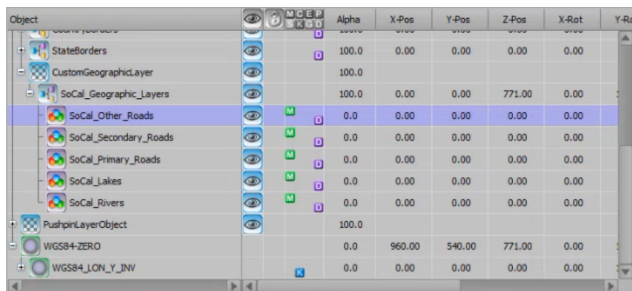 Object M C E P S K G D Alpha X-Pos Y-Pos Z-Pos X-Rot
StateBorders D 100.0 0.00 0.00 0.00 0.00
CustomGeographicLayer 100.0
SoCal_Geographic_Layers 100.0 0.00 0.00 771.00 0.00
SoCal_Other_Roads M D 0.0 0.00 0.00 0.00 0.00
SoCal_Secondary_Roads M D 0.0 0.00 0.00 0.00 0.00
SoCal_Primary_Roads M D 0.0 0.00 0.00 0.00 0.00
SoCal_Lakes M D 0.0 0.00 0.00 0.00 0.00
SoCal_Rivers M D 0.0 0.00 0.00 0.00 0.00
PushpinLayerObject 100.0
WGS84-ZERO 0.0 960.00 540.00 771.00 0.00
WGS84_LON_Y_INV K 0.0 0.00 0.00 0.00 0.00